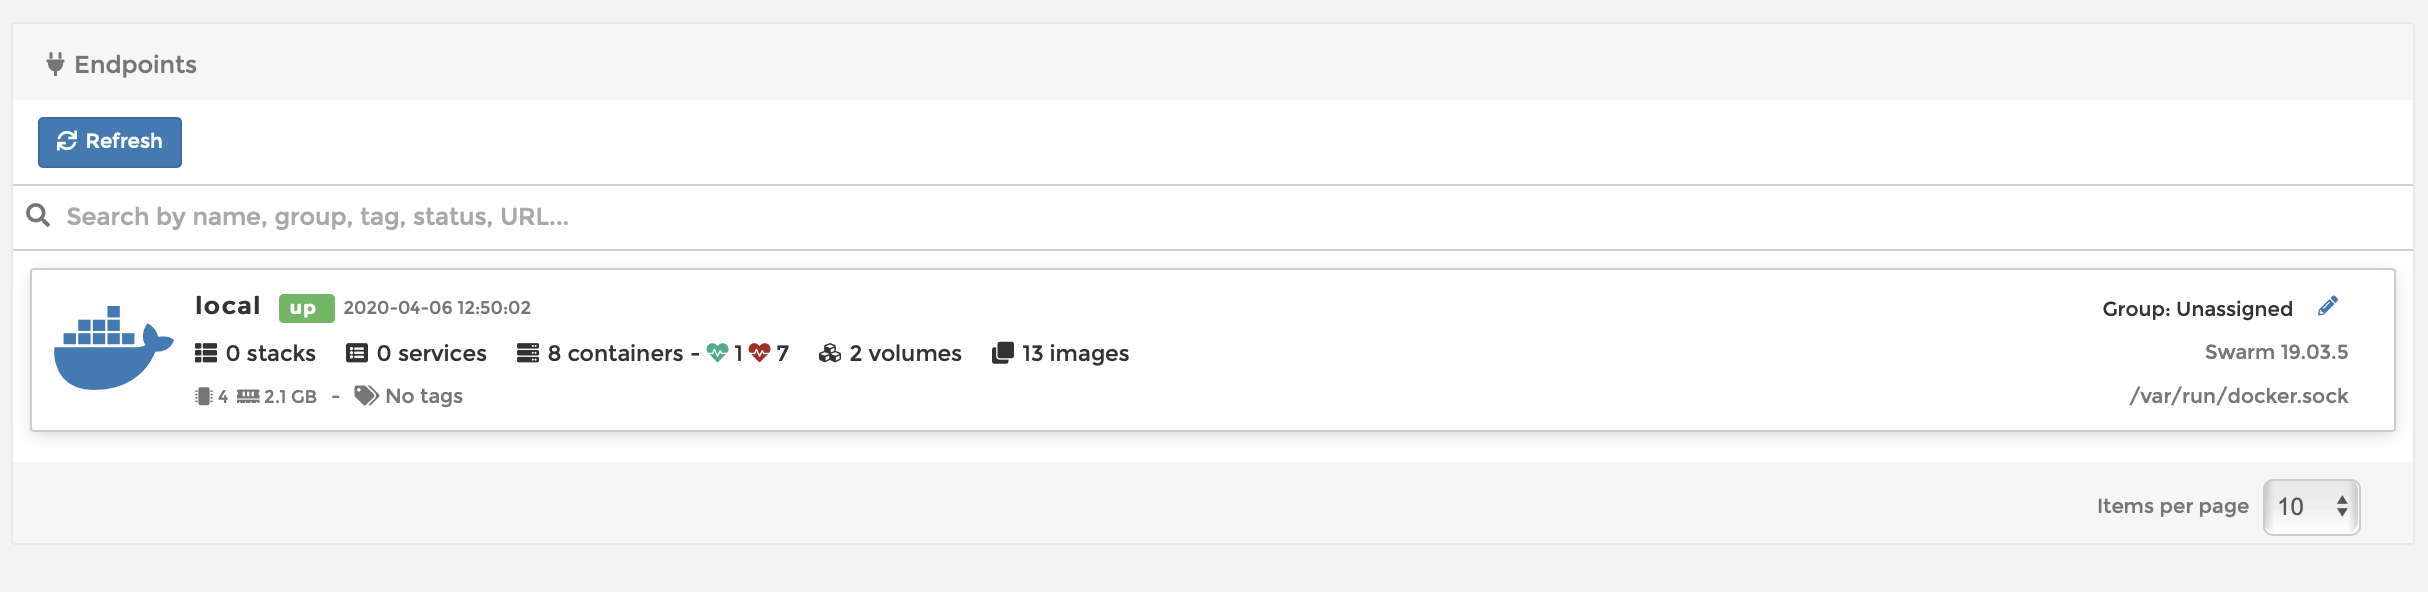 Endpoints
Refresh
Search by name, group, tag, status, URL...
local up 2020-04-06 12:50:02 Group: Unassigned
0 stacks 0 services 8 containers - 1 7 2 volumes 13 images Swarm 19.03.5
4 2.1 GB - No tags /var/run/docker.sock
Items per page 10